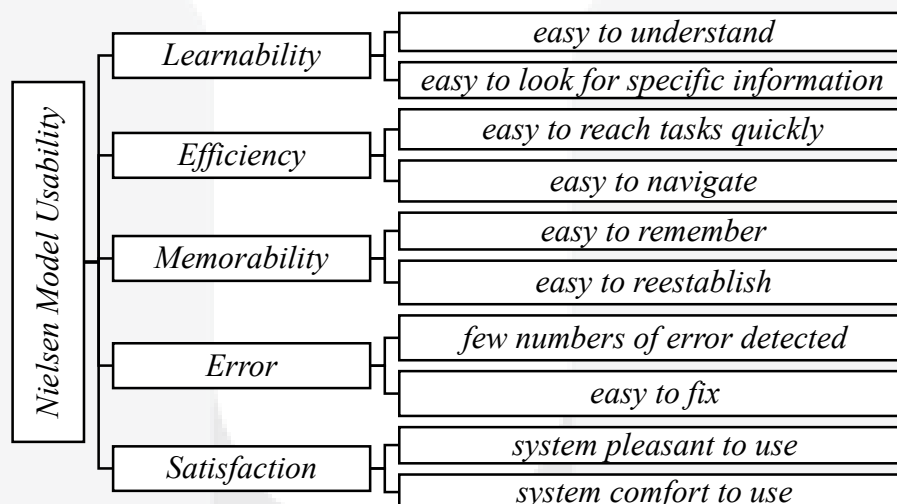 Nielsen Model Usability
Learnability
easy to understand
easy to look for specific information
Efficiency
easy to reach tasks quickly
easy to navigate
Memorability
easy to remember
easy to reestablish
Error
few numbers of error detected
easy to fix
Satisfaction
system pleasant to use
system comfort to use